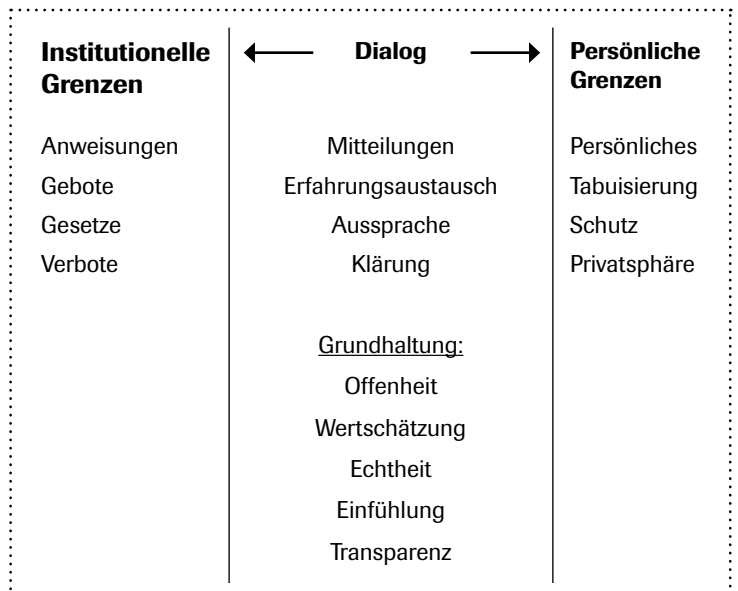 Institutionelle
Grenzen
Anweisungen
Gebote
Gesetze
Verbote
Dialog
Mitteilungen
Erfahrungsaustausch
Aussprache
Klärung
Grundhaltung:
Offenheit
Wertschätzung
Echtheit
Einfühlung
Transparenz
Persönliche
Grenzen
Persönliches
Tabuisierung
Schutz
Privatsphäre